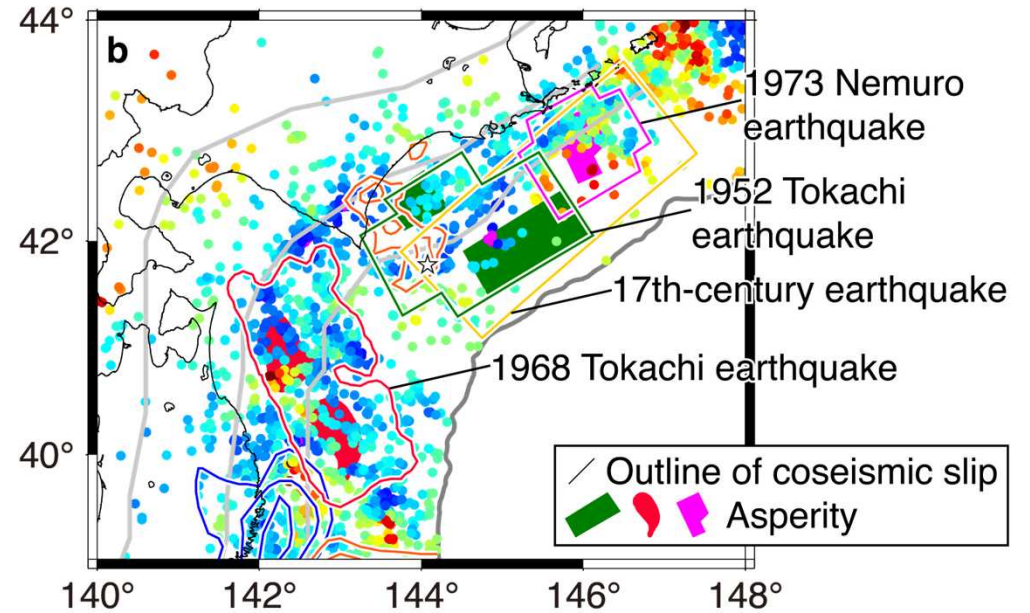 44°
b
1973 Nemuro
earthquake
1952 Tokachi
42°
earthquake
17th-century earthquake
1968 Tokachi earthquake
40°
Outline of coseismic slip
Asperity
140° 142° 144° 146° 148°